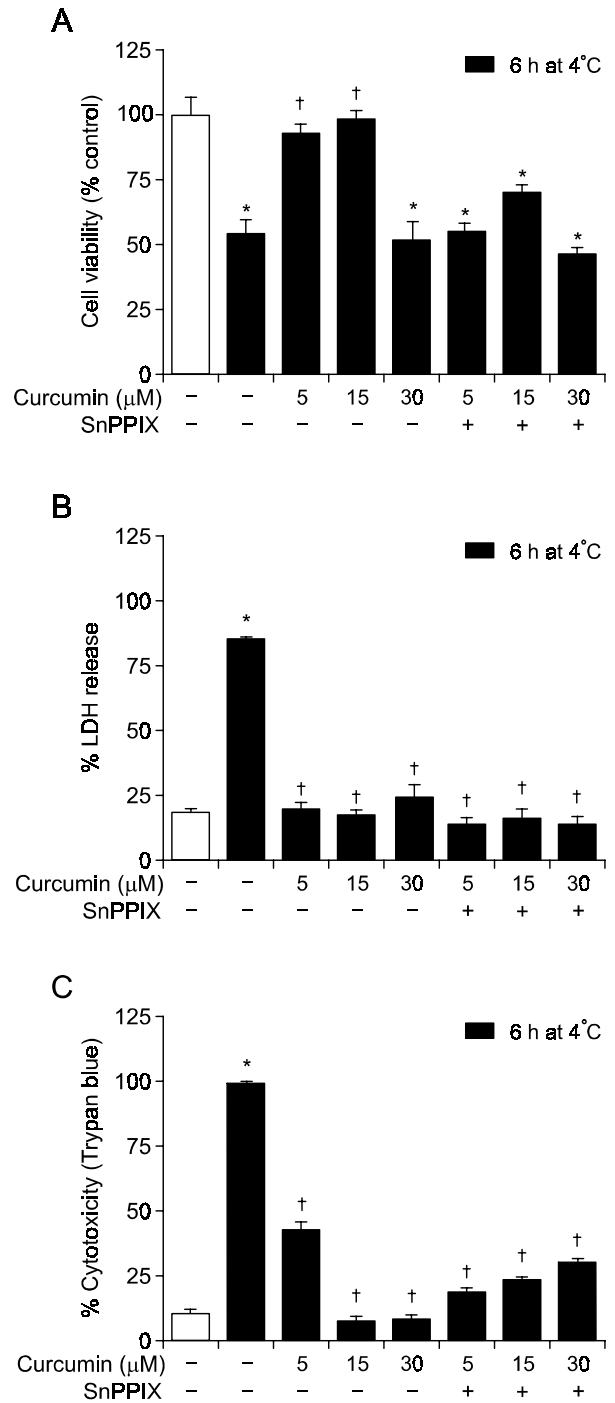 A
125
6 h at 4°C
100
75
50
25
0
Cell viability (% control)
† † * * * * *
Curcumin (μM) – – 5 15 30 5 15 30
SnPPIX – – – – – + + +
B
125
6 h at 4°C
100
75
50
25
0
% LDH release
* † † † † † †
Curcumin (μM) – – 5 15 30 5 15 30
SnPPIX – – – – – + + +
C
125
6 h at 4°C
100
75
50
25
0
% Cytotoxicity (Trypan blue)
* † † † † † †
Curcumin (μM) – – 5 15 30 5 15 30
SnPPIX – – – – – + + +